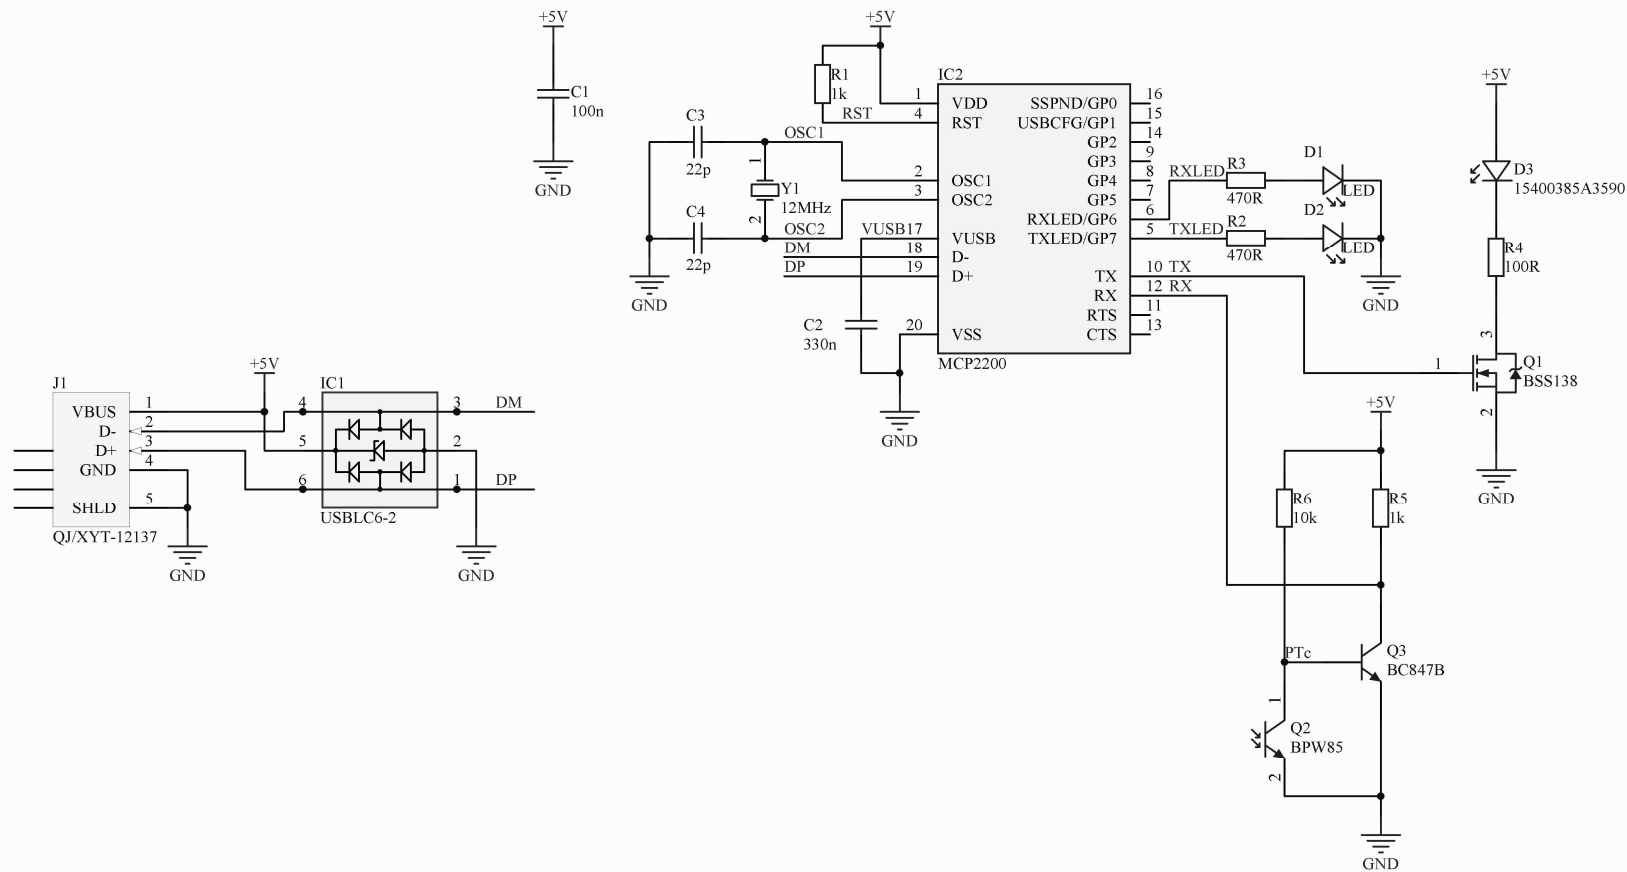 +5V
C1
100n
GND
+5V
R1
1k
RST
C3
22p
OSC1
1
Y1
12MHz
2
C4
22p
OSC2
GND
DM
DP
VUSB
C2
330n
GND
IC2
1 VDD
4 RST
2 OSC1
3 OSC2
17 VUSB
18 D-
19 D+
20 VSS
SSPND/GP0 16
USBCFG/GP1 15
GP2 14
GP3 9
GP4 8
GP5 7
RXLED/GP6 6
TXLED/GP7 5
TX 10
RX 12
RTS 11
CTS 13
MCP2200
RXLED
R3
470R
D1
LED
TXLED
R2
470R
D2
LED
GND
TX
RX
+5V
D3
15400385A3590
R4
100R
3
1
Q1
BSS138
2
GND
J1
VBUS 1
D- 2
D+ 3
GND 4
SHLD 5
QJ/XYT-12137
GND
+5V
IC1
4
5
6
3
2
1
USBLC6-2
DM
DP
GND
+5V
R6
10k
R5
1k
PTc
Q3
BC847B
1
Q2
BPW85
2
GND